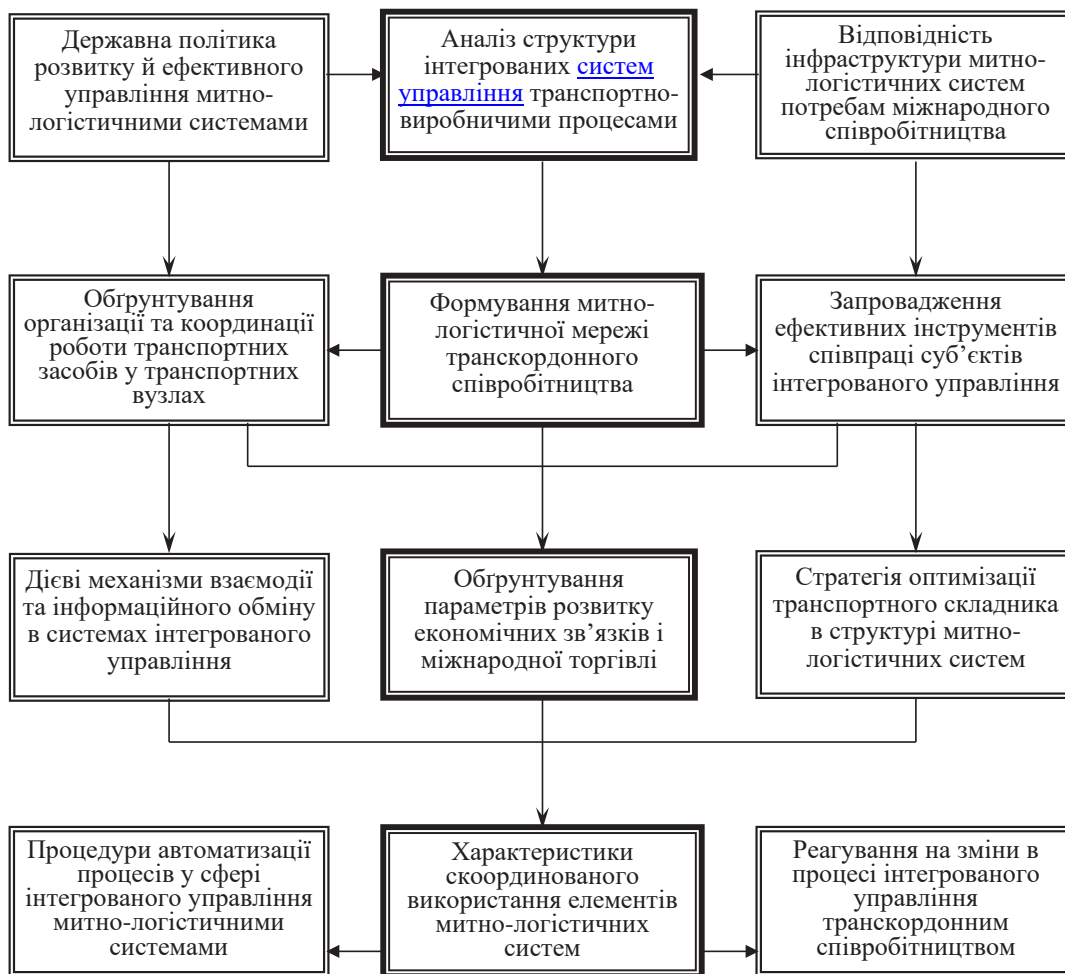 Державна політика
розвитку й ефективного
управління митно-
логістичними системами
Аналіз структури
інтегрованих систем
управління транспортно-
виробничими процесами
Відповідність
інфраструктури митно-
логістичних систем
потребам міжнародного
співробітництва
Обґрунтування
організації та координації
роботи транспортних
засобів у транспортних
вузлах
Формування митно-
логістичної мережі
транскордонного
співробітництва
Запровадження
ефективних інструментів
співпраці суб’єктів
інтегрованого управління
Дієві механізми взаємодії
та інформаційного обміну
в системах інтегрованого
управління
Обґрунтування
параметрів розвитку
економічних зв’язків і
міжнародної торгівлі
Стратегія оптимізації
транспортного складника
в структурі митно-
логістичних систем
Процедури автоматизації
процесів у сфері
інтегрованого управління
митно-логістичними
системами
Характеристики
скоординованого
використання елементів
митно-логістичних
систем
Реагування на зміни в
процесі інтегрованого
управління
транскордонним
співробітництвом